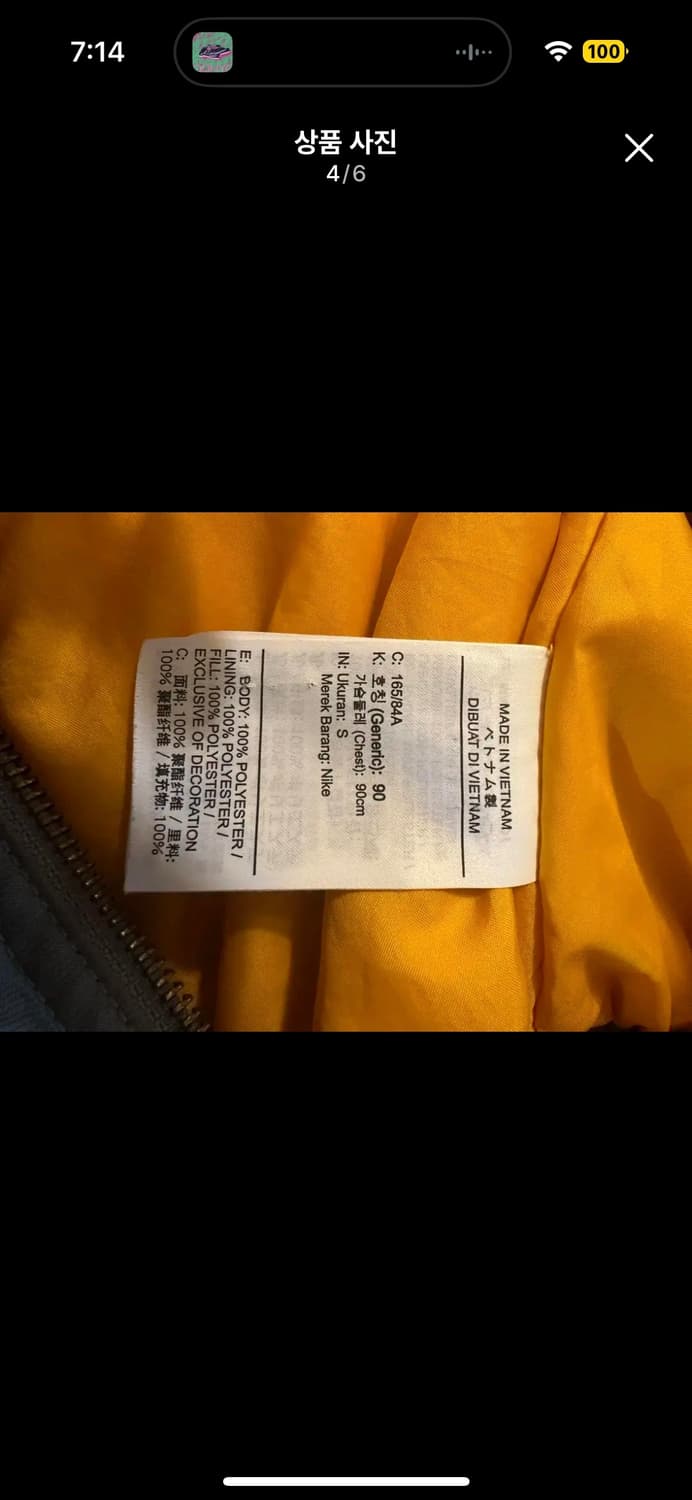 7:14
100
상품 사진
4/6
MADE IN VIETNAM
ベトナム製
DIBUAT DI VIETNAM
C: 165/84A
K: 호칭 (Generic): 90
가슴둘레 (Chest): 90cm
IN: Ukuran: S
Merek Barang: Nike
E: BODY: 100% POLYESTER /
LINING: 100% POLYESTER /
FILL: 100% POLYESTER /
EXCLUSIVE OF DECORATION
C: 面料: 100% 聚酯纤维 / 里料:
100% 聚酯纤维 / 填充物: 100%